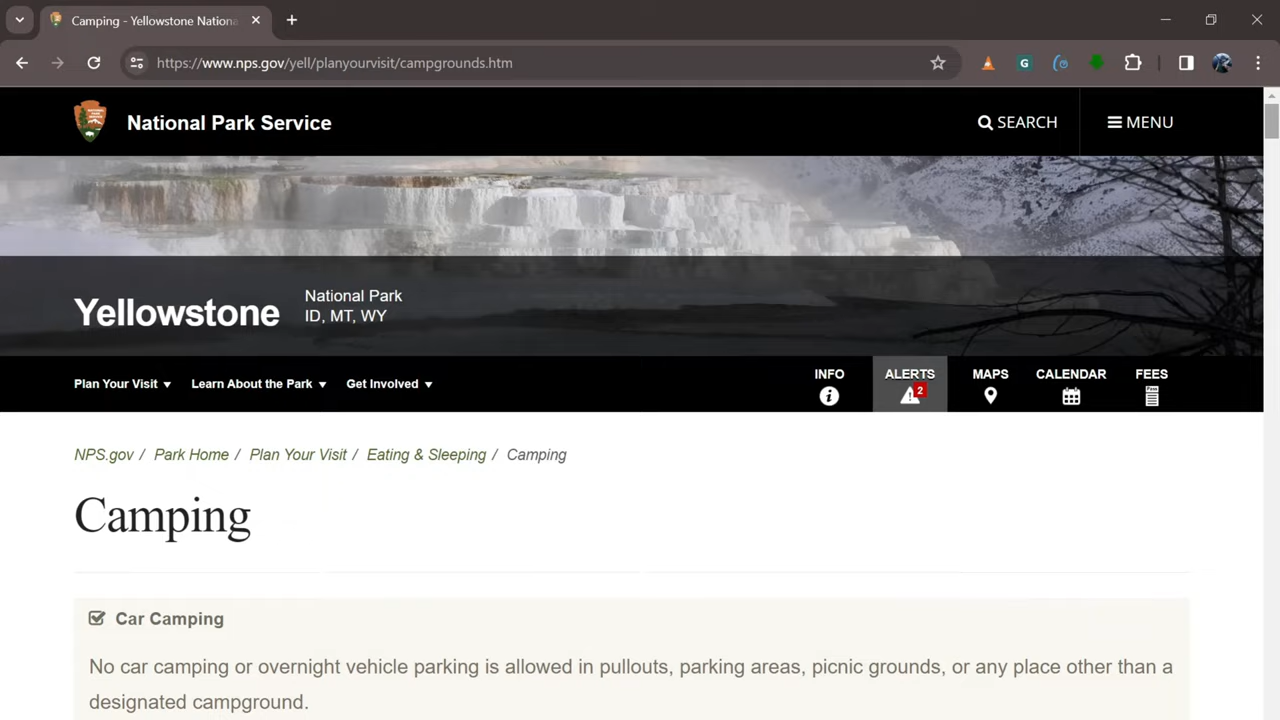 Camping - Yellowstone Nationa
https://www.nps.gov/yell/planyourvisit/campgrounds.htm
G
National Park Service
SEARCH
MENU
Yellowstone
National Park
ID, MT, WY
Plan Your Visit
Learn About the Park
Get Involved
INFO
ALERTS
2
MAPS
CALENDAR
FEES
NPS.gov / Park Home / Plan Your Visit / Eating & Sleeping / Camping
Camping
Car Camping
No car camping or overnight vehicle parking is allowed in pullouts, parking areas, picnic grounds, or any place other than a
designated campground.